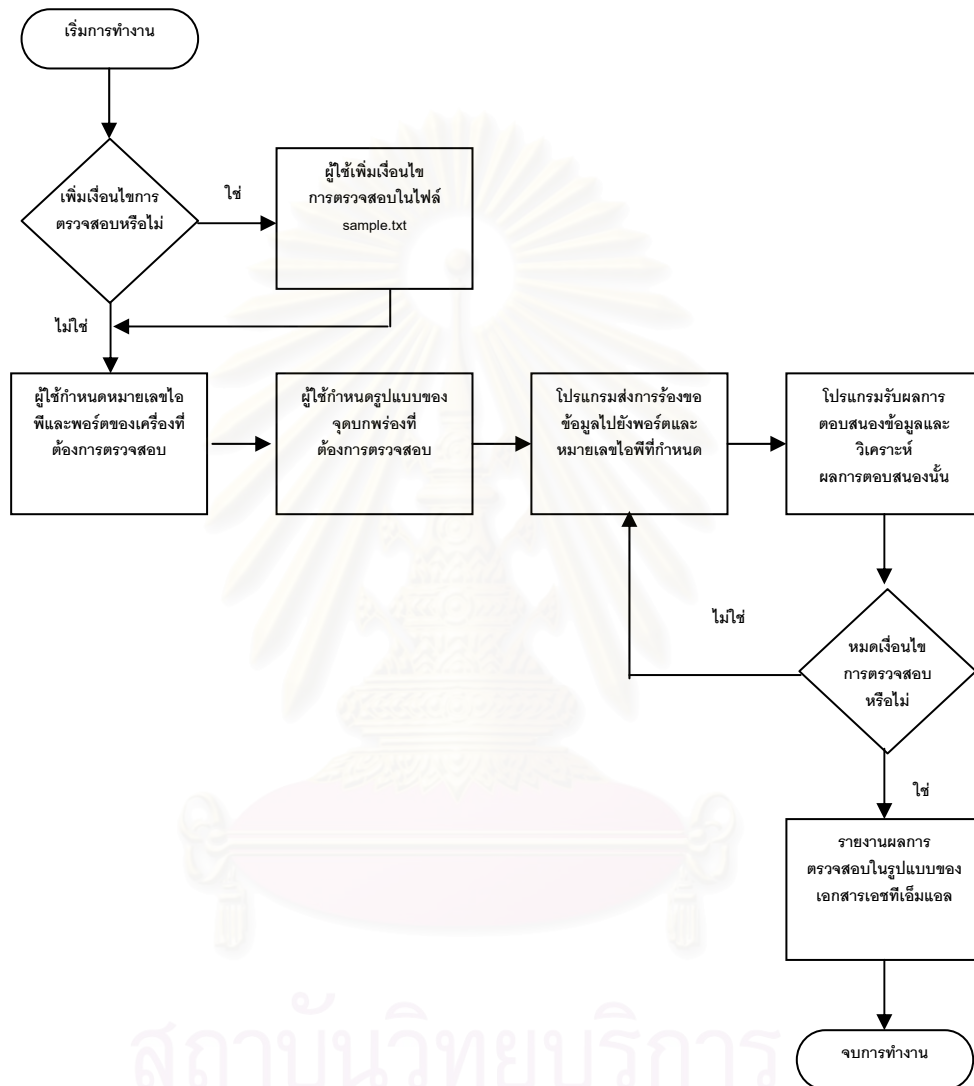 เริ่มการทำงาน
เพิ่มเงื่อนไขการ
ตรวจสอบหรือไม่
ใช่
ผู้ใช้เพิ่มเงื่อนไข
การตรวจสอบในไฟล์
sample.txt
ไม่ใช่
ผู้ใช้กำหนดหมายเลขไอ
พีและพอร์ตของเครื่องที่
ต้องการตรวจสอบ
ผู้ใช้กำหนดรูปแบบของ
จุดบกพร่องที่
ต้องการตรวจสอบ
โปรแกรมส่งการร้องขอ
ข้อมูลไปยังพอร์ตและ
หมายเลขไอพีที่กำหนด
โปรแกรมรับผลการ
ตอบสนองข้อมูลและ
วิเคราะห์
ผลการตอบสนองนั้น
ไม่ใช่
หมดเงื่อนไข
การตรวจสอบ
หรือไม่
ใช่
รายงานผลการ
ตรวจสอบในรูปแบบของ
เอกสารเอชทีเอ็มแอล
จบการทำงาน
สถาบันวิทยบริการ